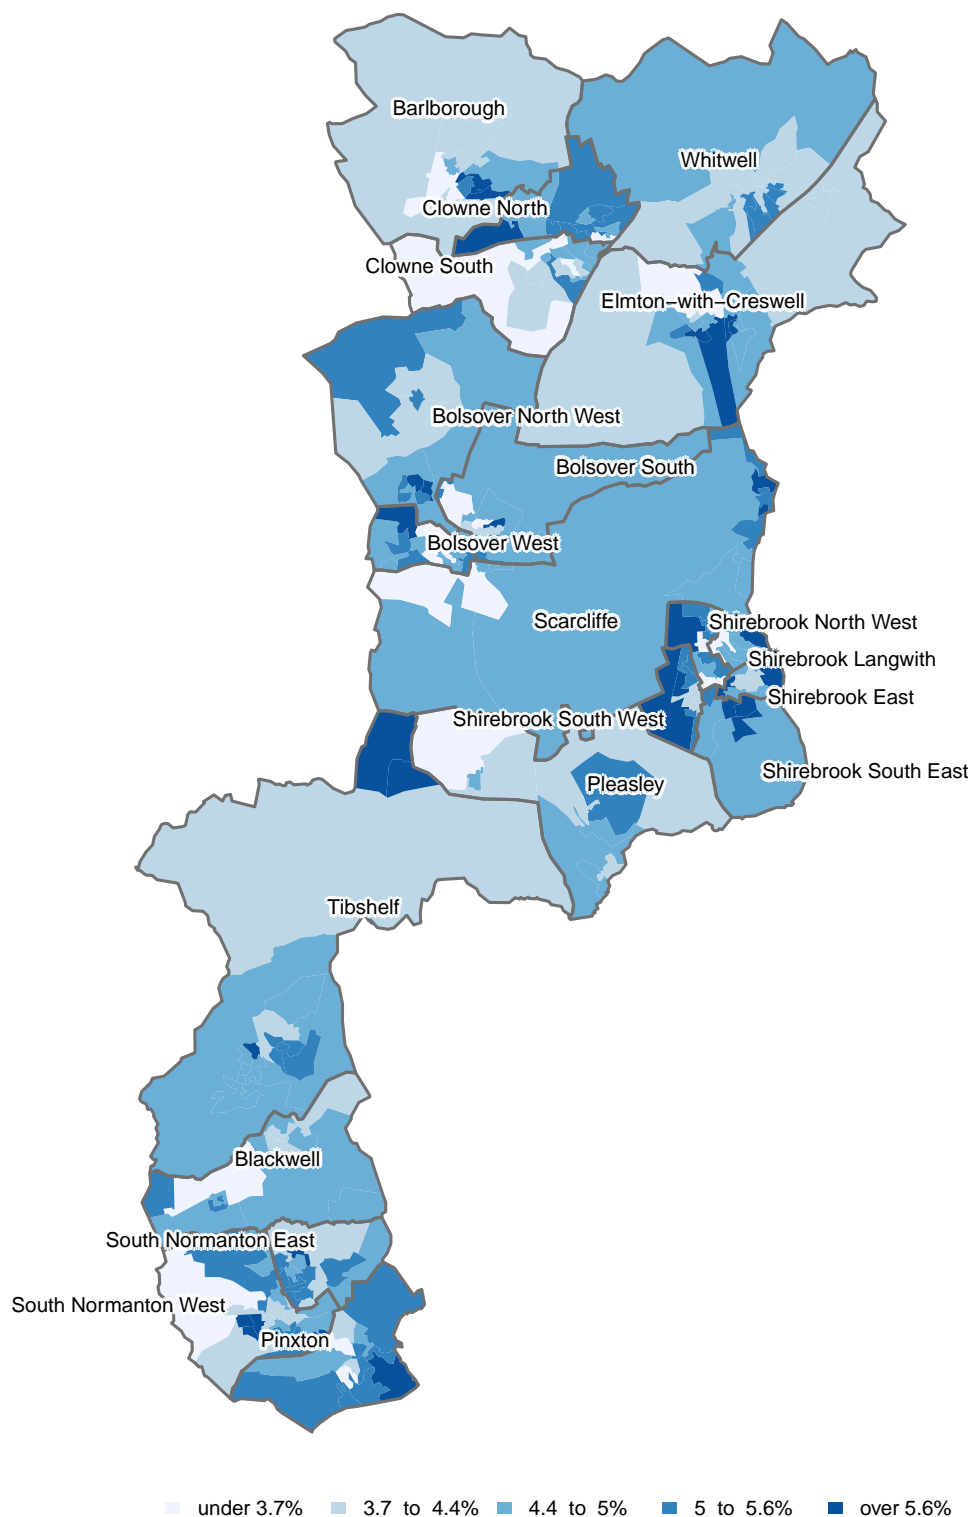 Barlborough
Whitwell
Clowne North
Clowne South
Elmton−with−Creswell
Bolsover North West
Bolsover South
Bolsover West
Scarcliffe
Shirebrook North West
Shirebrook Langwith
Shirebrook East
Shirebrook South West
Shirebrook South East
Pleasley
Tibshelf
Blackwell
South Normanton East
South Normanton West
Pinxton
under 3.7% 3.7 to 4.4% 4.4 to 5% 5 to 5.6% over 5.6%